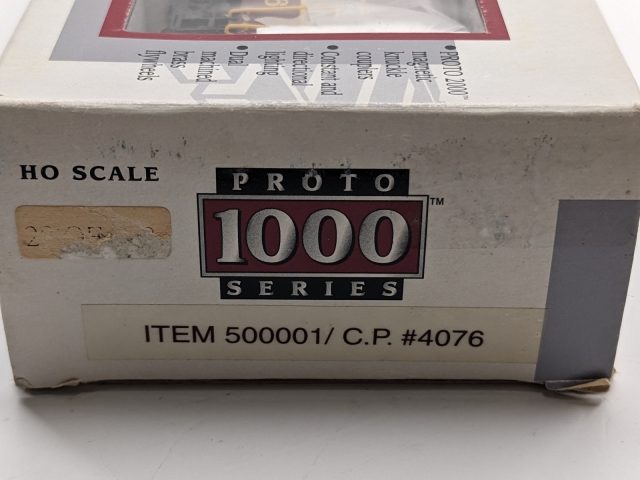 • PROTO 2000™
magnetic
knuckle
couplers
• Constant and
directional
lighting
• Dual
machined
brass
flywheels
HO SCALE
PROTO
1000™
SERIES
ITEM 500001/ C.P. #4076